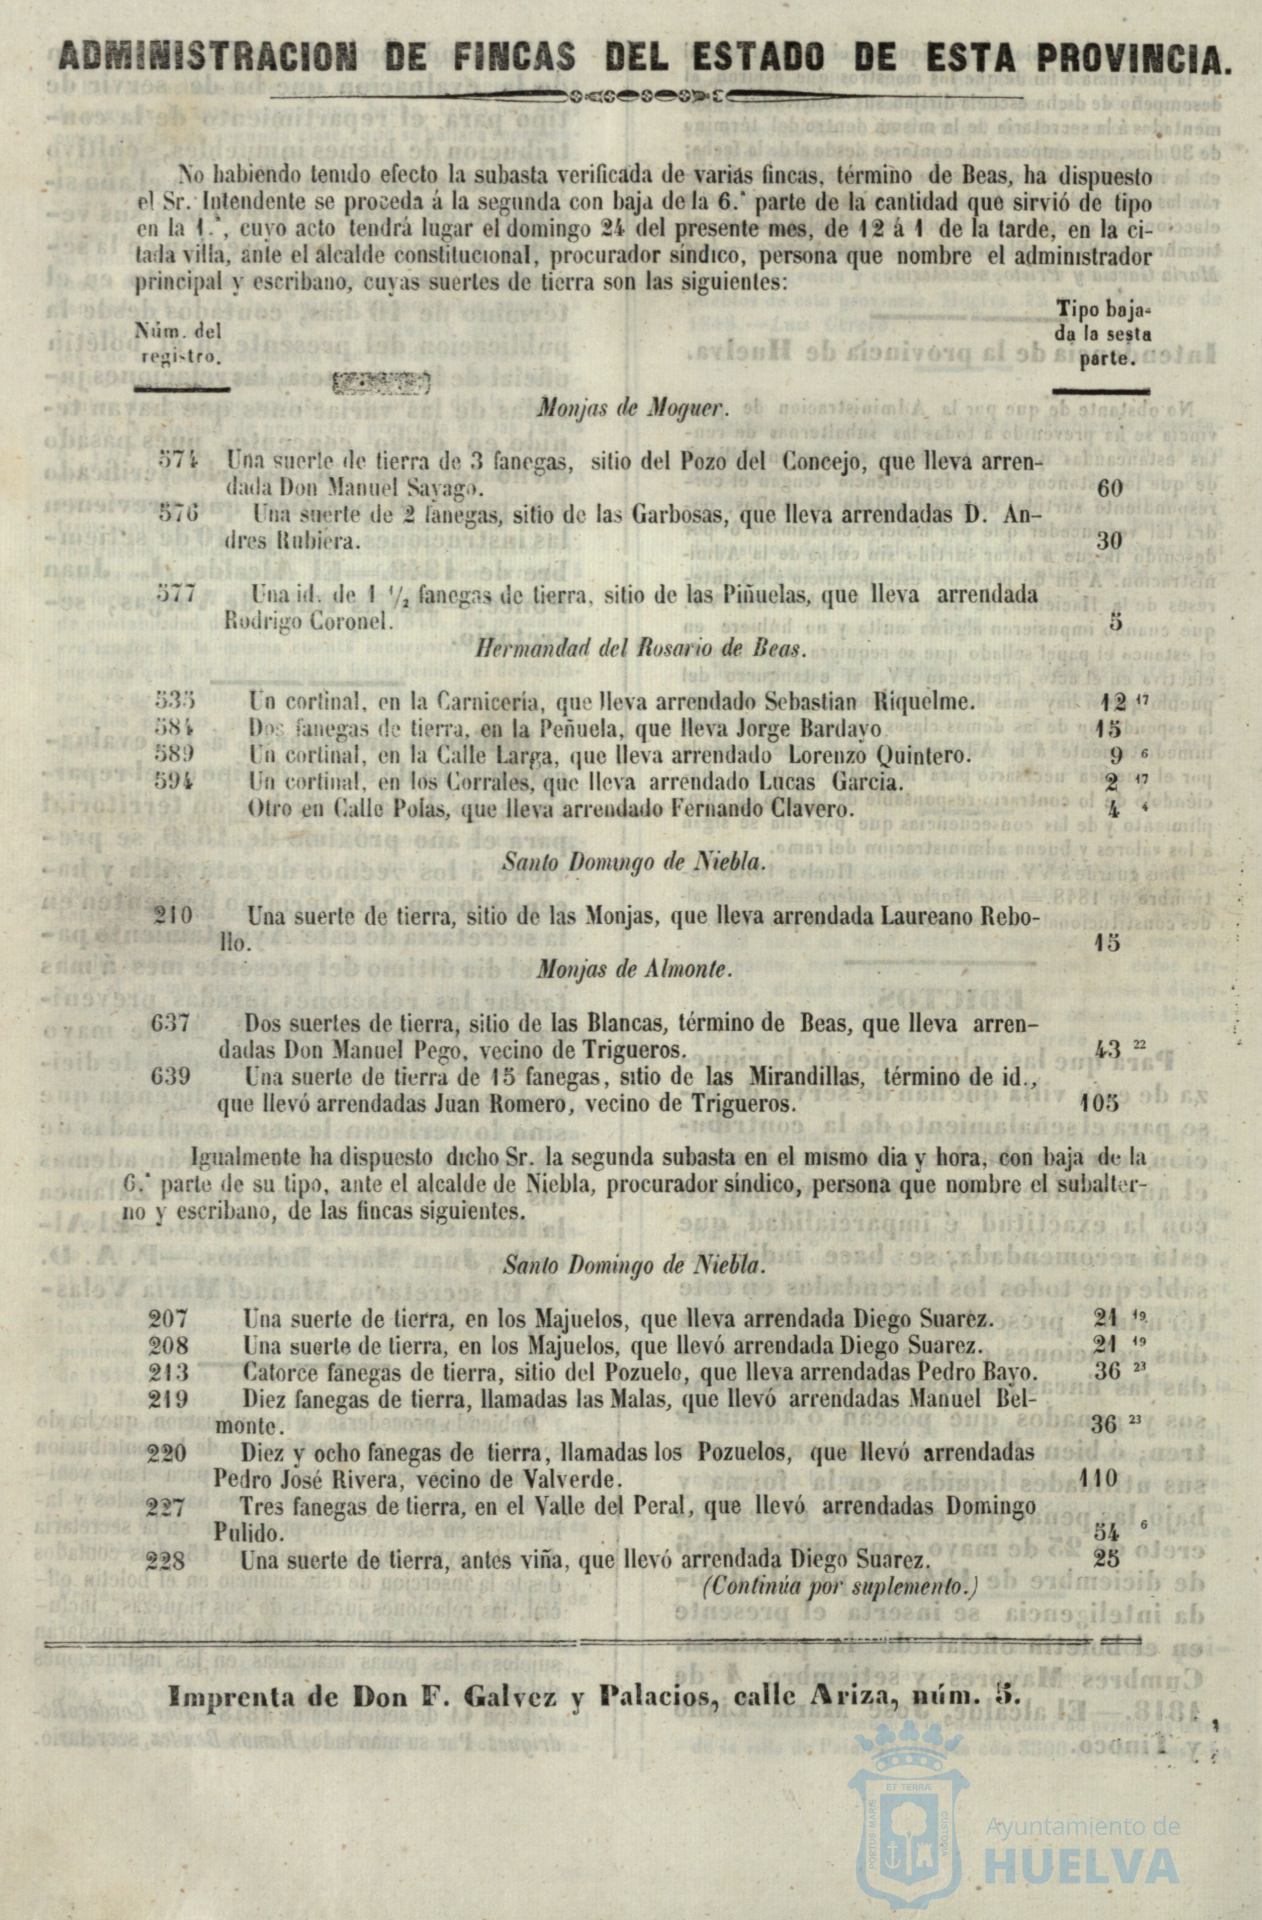 ADMINISTRACION DE FINCAS DEL ESTADO DE ESTA PROVINCIA.
No habiendo tenido efecto la subasta verificada de varias fincas, término de Beas, ha dispuesto
el Sr. Intendente se proceda á la segunda con baja de la 6.ª parte de la cantidad que sirvió de tipo
en la 1.ª, cuyo acto tendrá lugar el domingo 24 del presente mes, de 12 á 1 de la tarde, en la ci-
tada villa, ante el alcalde constitucional, procurador síndico, persona que nombre el administrador
principal y escribano, cuyas suertes de tierra son las siguientes:
Núm. del
registro.
Tipo baja-
da la sesta
parte.
Monjas de Moguer.
574 Una suerte de tierra de 3 fanegas, sitio del Pozo del Concejo, que lleva arren-
dada Don Manuel Sayago. 60
576 Una suerte de 2 fanegas, sitio de las Garbosas, que lleva arrendadas D. An-
dres Rubiera. 30
577 Una id. de 1 1/2 fanegas de tierra, sitio de las Piñuelas, que lleva arrendada
Rodrigo Coronel. 5
Hermandad del Rosario de Beas.
535 Un cortinal, en la Carnicería, que lleva arrendado Sebastian Riquelme. 12 17
584 Dos fanegas de tierra, en la Peñuela, que lleva Jorge Bardayo 15
589 Un cortinal, en la Calle Larga, que lleva arrendado Lorenzo Quintero. 9 6
594 Un cortinal, en los Corrales, que lleva arrendado Lucas Garcia. 2 17
Otro en Calle Polas, que lleva arrendado Fernando Clavero. 4 4
Santo Domingo de Niebla.
210 Una suerte de tierra, sitio de las Monjas, que lleva arrendada Laureano Rebo-
llo. 15
Monjas de Almonte.
637 Dos suertes de tierra, sitio de las Blancas, término de Beas, que lleva arren-
dadas Don Manuel Pego, vecino de Trigueros. 43 22
639 Una suerte de tierra de 15 fanegas, sitio de las Mirandillas, término de id.,
que llevó arrendadas Juan Romero, vecino de Trigueros. 105
Igualmente ha dispuesto dicho Sr. la segunda subasta en el mismo dia y hora, con baja de la
6.ª parte de su tipo, ante el alcalde de Niebla, procurador síndico, persona que nombre el subalter-
no y escribano, de las fincas siguientes.
Santo Domingo de Niebla.
207 Una suerte de tierra, en los Majuelos, que lleva arrendada Diego Suarez. 21 19
208 Una suerte de tierra, en los Majuelos, que llevó arrendada Diego Suarez. 21 19
213 Catorce fanegas de tierra, sitio del Pozuelo, que lleva arrendadas Pedro Bayo. 36 23
219 Diez fanegas de tierra, llamadas las Malas, que llevó arrendadas Manuel Bel-
monte. 36 23
220 Diez y ocho fanegas de tierra, llamadas los Pozuelos, que llevó arrendadas
Pedro José Rivera, vecino de Valverde. 110
227 Tres fanegas de tierra, en el Valle del Peral, que llevó arrendadas Domingo
Pulido. 54 6
228 Una suerte de tierra, antes viña, que llevó arrendada Diego Suarez. 25
(Continúa por suplemento.)
Imprenta de Don F. Galvez y Palacios, calle Ariza, núm. 5.
ET TERRA
PORTUS MARIS
CUSTODIA
Ayuntamiento de
HUELVA